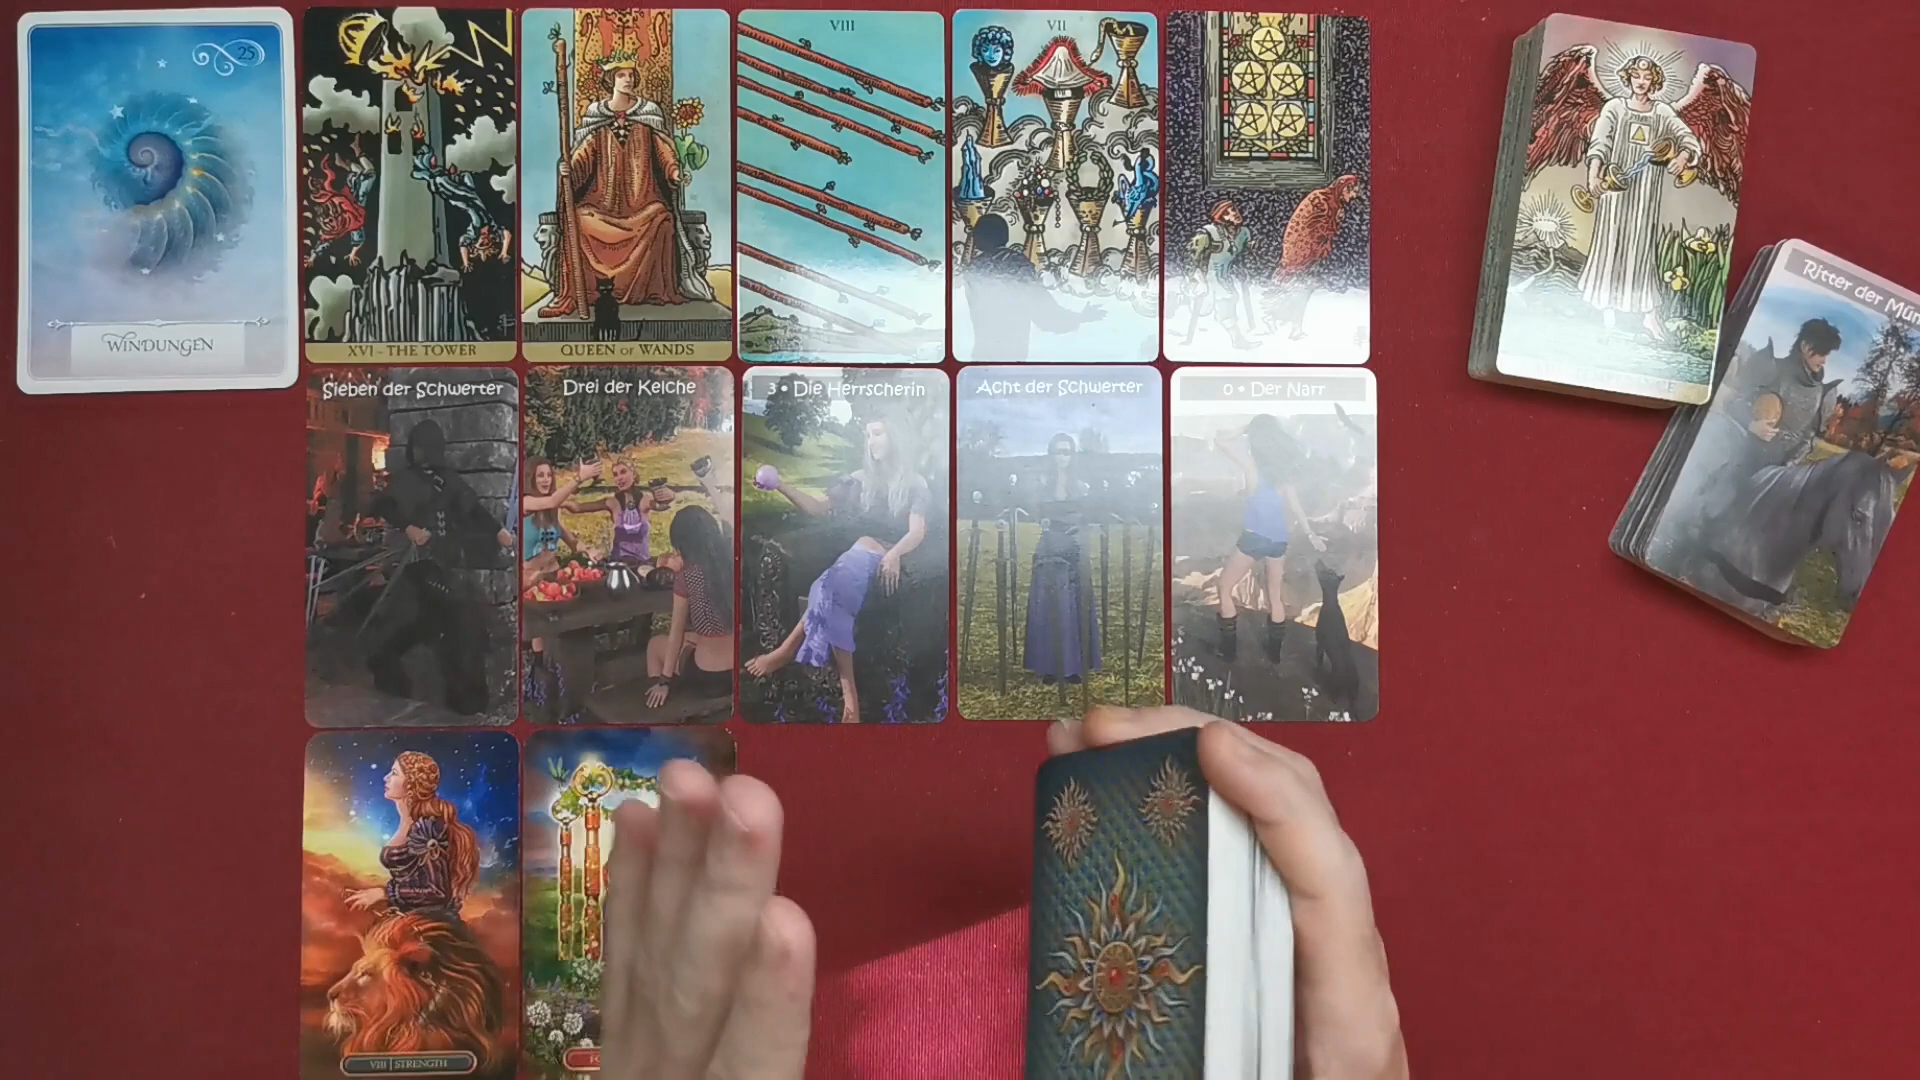 25
WINDUNGEN
XVI - THE TOWER
QUEEN OF WANDS
VIII
VII
Sieben der Schwerter
Drei der Kelche
3 • Die Herrscherin
Acht der Schwerter
0 • Der Narr
Ritter der
VIII | STRENGTH